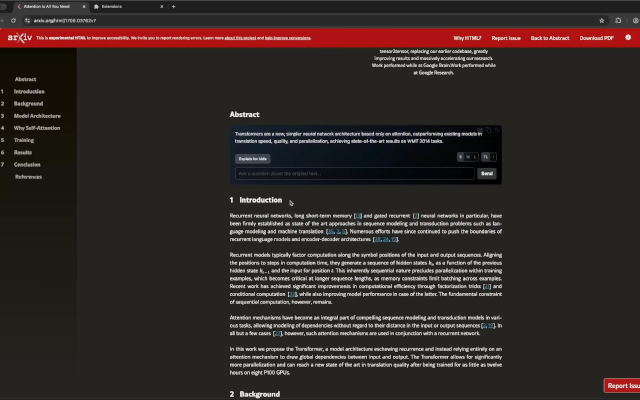 Attention Is All You Need
Extensions
arxiv.org/html/1706.03762v7
arXiv
This is experimental HTML to improve accessibility. We invite you to report rendering errors. Learn more about this project and help improve conversions.
Why HTML? Report Issue Back to Abstract Download PDF
Abstract
1 Introduction
2 Background
3 Model Architecture
4 Why Self-Attention
5 Training
6 Results
7 Conclusion
References
tensor2tensor, replacing our earlier codebase, greatly
improving results and massively accelerating our research.
Work performed while at Google Brain.Work performed while
at Google Research.
Abstract
Transformers are a new, simpler neural network architecture based only on attention, outperforming existing models in
translation speed, quality, and parallelization, achieving state-of-the-art results on WMT 2014 tasks.
Explain for kids
S M L TL
Ask a question about the original text...
Send
1 Introduction
Recurrent neural networks, long short-term memory [13] and gated recurrent [7] neural networks in particular, have
been firmly established as state of the art approaches in sequence modeling and transduction problems such as lan-
guage modeling and machine translation [35, 2, 5]. Numerous efforts have since continued to push the boundaries
of recurrent language models and encoder-decoder architectures [38, 24, 15].
Recurrent models typically factor computation along the symbol positions of the input and output sequences. Aligning
the positions to steps in computation time, they generate a sequence of hidden states hₜ, as a function of the previous
hidden state hₜ₋₁ and the input for position t. This inherently sequential nature precludes parallelization within training
examples, which becomes critical at longer sequence lengths, as memory constraints limit batching across examples.
Recent work has achieved significant improvements in computational efficiency through factorization tricks [21] and
conditional computation [32], while also improving model performance in case of the latter. The fundamental constraint
of sequential computation, however, remains.
Attention mechanisms have become an integral part of compelling sequence modeling and transduction models in vari-
ous tasks, allowing modeling of dependencies without regard to their distance in the input or output sequences [2, 19]. In
all but a few cases [27], however, such attention mechanisms are used in conjunction with a recurrent network.
In this work we propose the Transformer, a model architecture eschewing recurrence and instead relying entirely on an
attention mechanism to draw global dependencies between input and output. The Transformer allows for significantly
more parallelization and can reach a new state of the art in translation quality after being trained for as little as twelve
hours on eight P100 GPUs.
2 Background
Report Issu